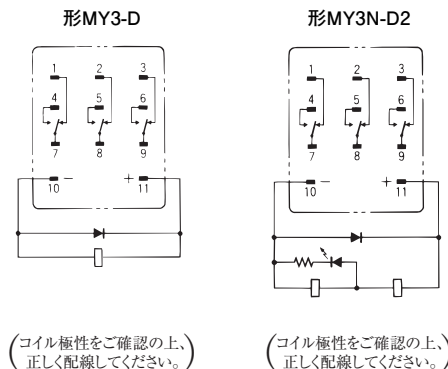 形MY3-D
1 2 3
4 5 6
7 8 9
10 − + 11
(コイル極性をご確認の上、
正しく配線してください。)
形MY3N-D2
1 2 3
4 5 6
7 8 9
10 − + 11
(コイル極性をご確認の上、
正しく配線してください。)